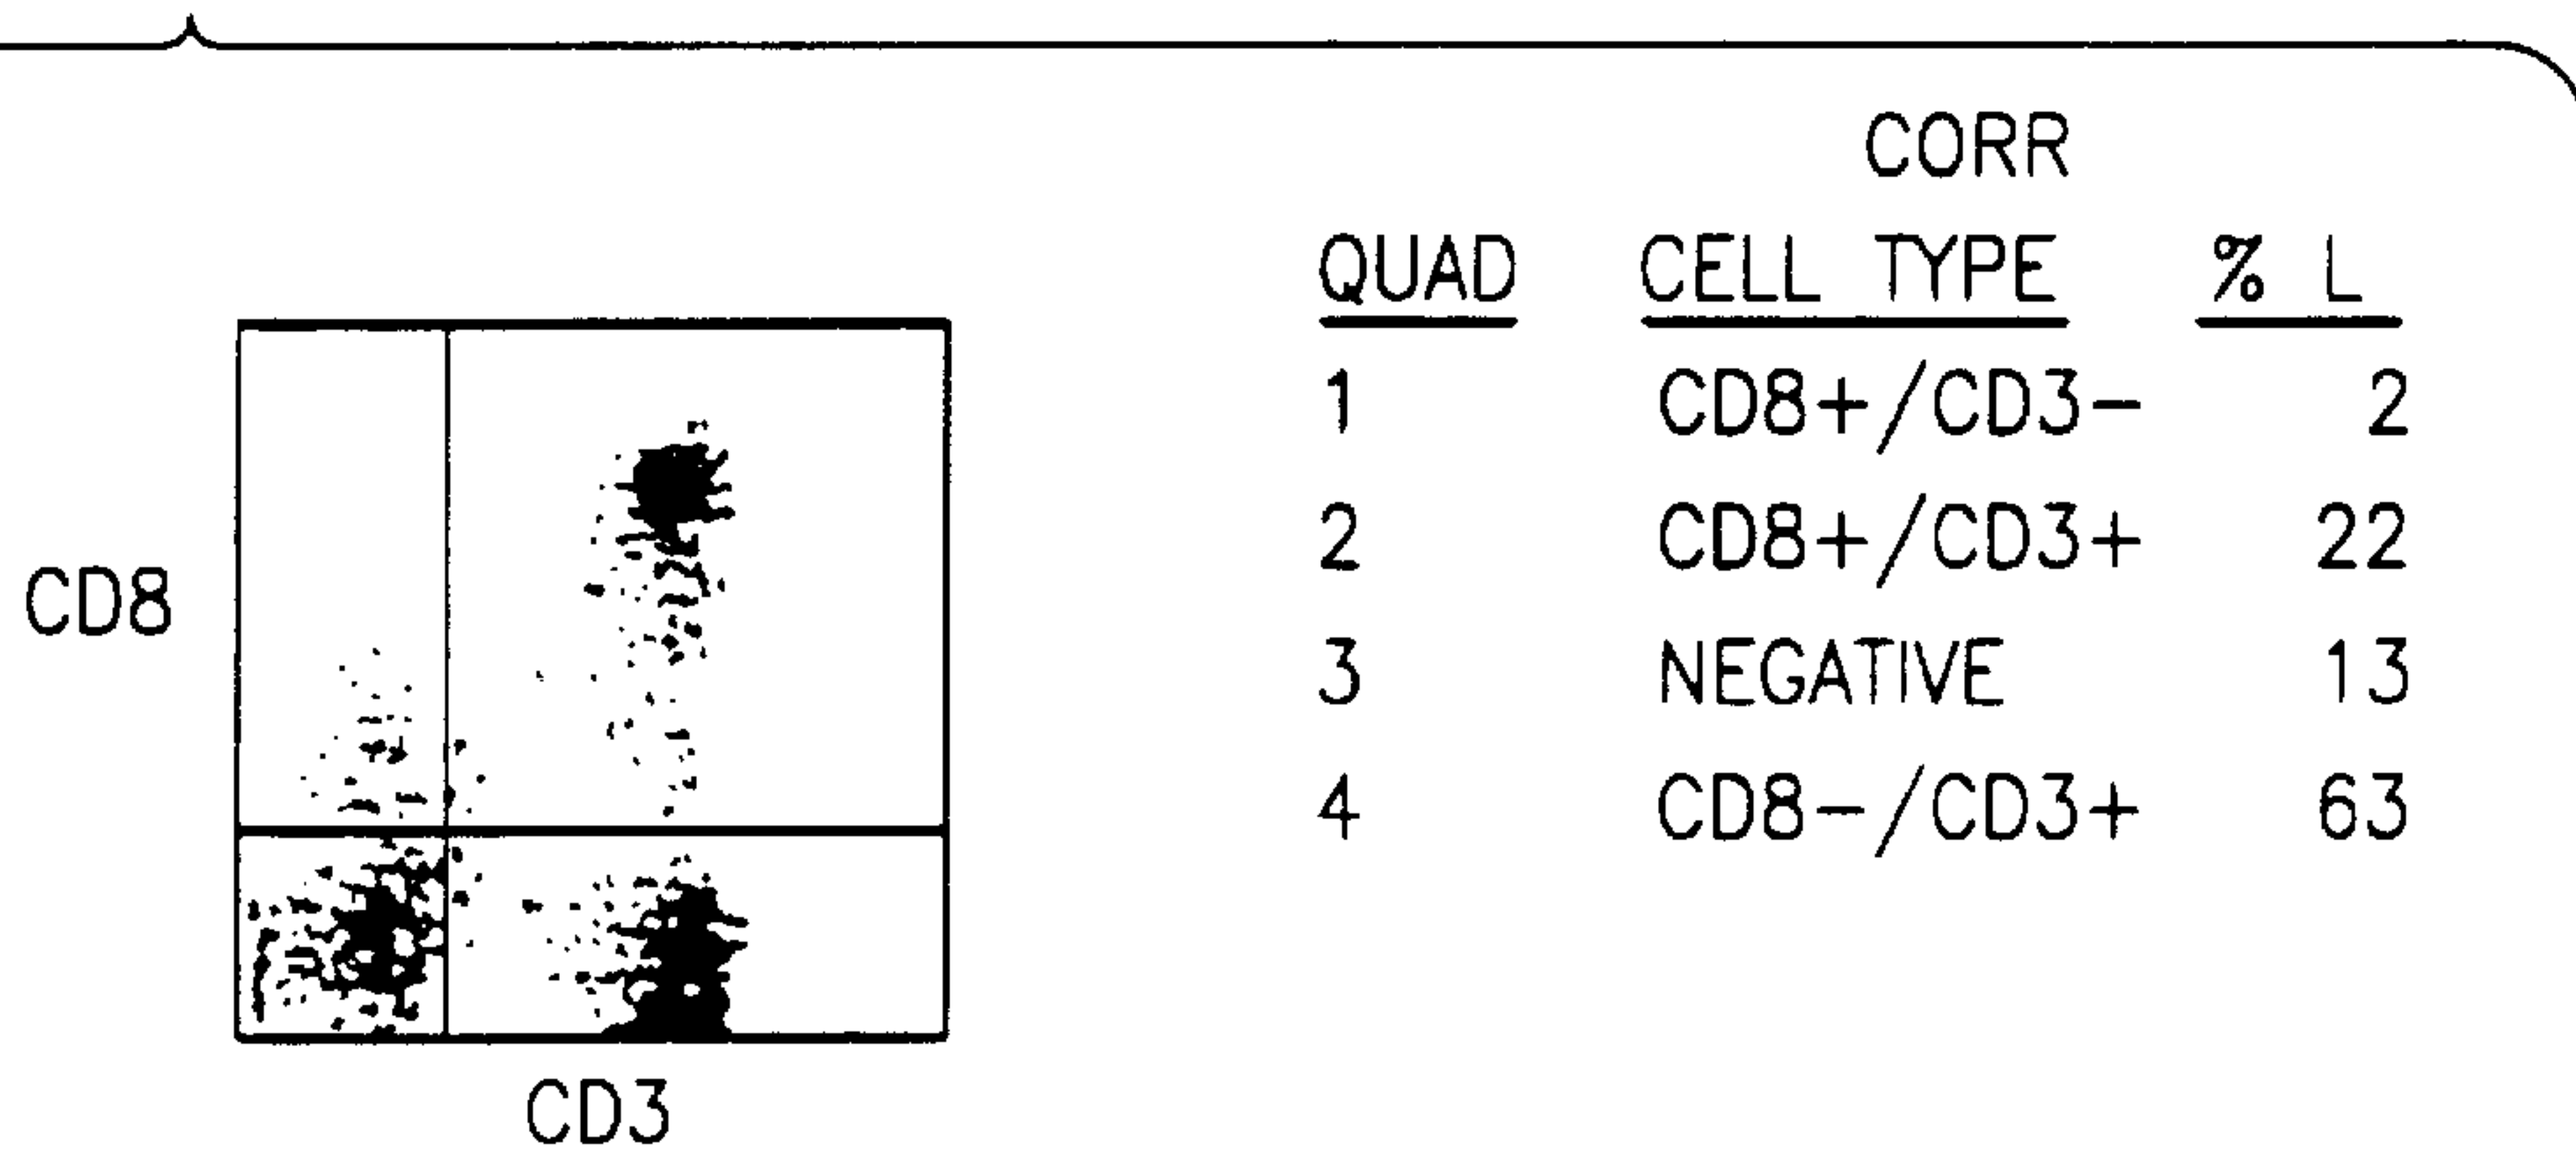 CORR
QUAD CELL TYPE % L
1 CD8+/CD3- 2
2 CD8+/CD3+ 22
3 NEGATIVE 13
4 CD8-/CD3+ 63
CD8
CD3